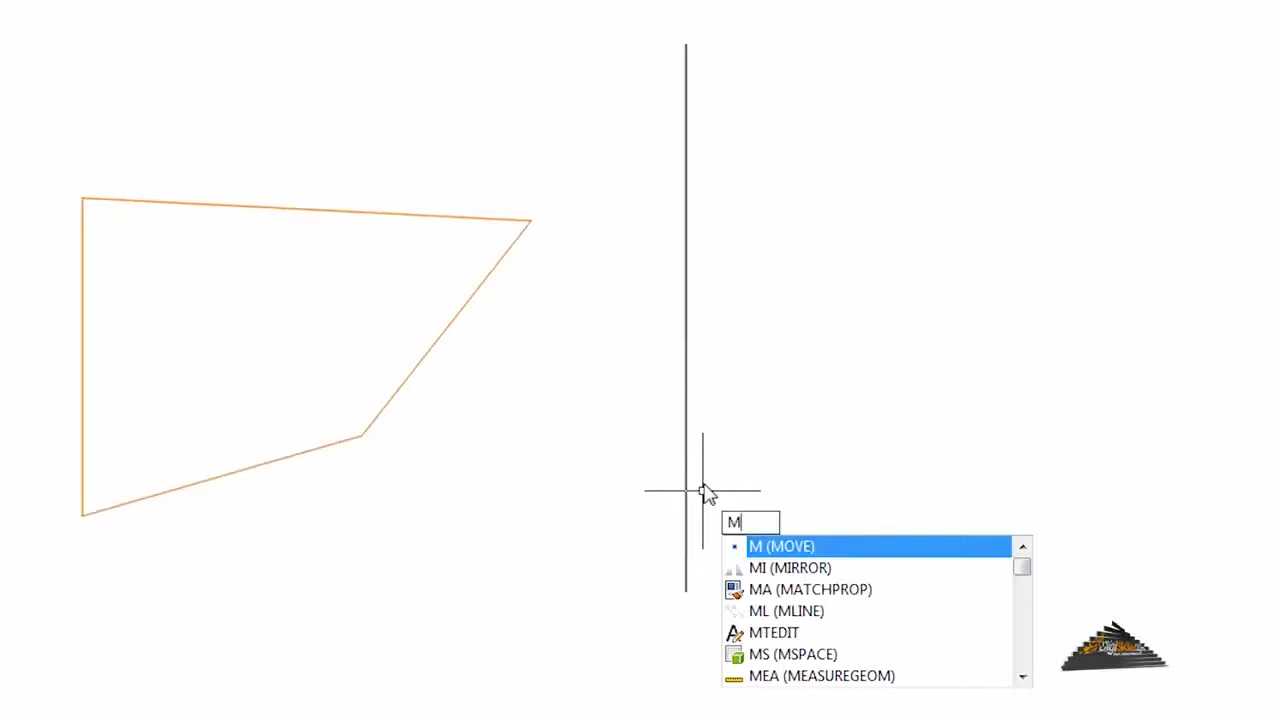 M
M (MOVE)
MI (MIRROR)
MA (MATCHPROP)
ML (MLINE)
MTEDIT
MS (MSPACE)
MEA (MEASUREGEOM)